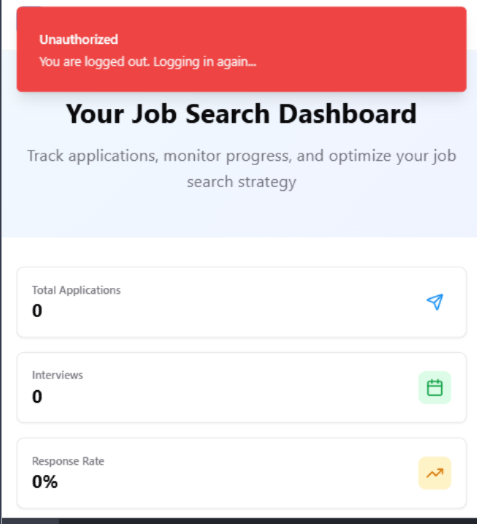 Unauthorized
You are logged out. Logging in again...
Your Job Search Dashboard
Track applications, monitor progress, and optimize your job
search strategy
Total Applications
0
Interviews
0
Response Rate
0%